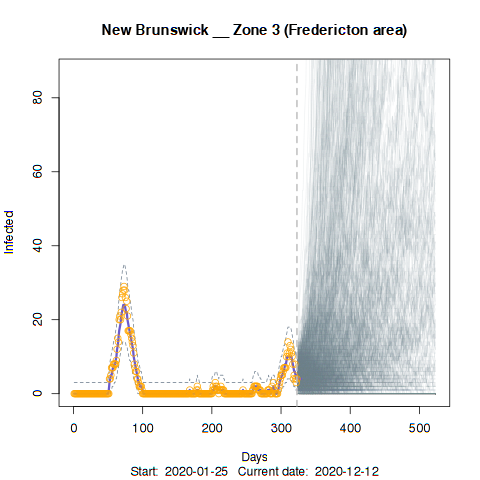 New Brunswick __ Zone 3 (Fredericton area)
80
60
40
20
0
Infected
0 100 200 300 400 500
Days
Start: 2020-01-25 Current date: 2020-12-12